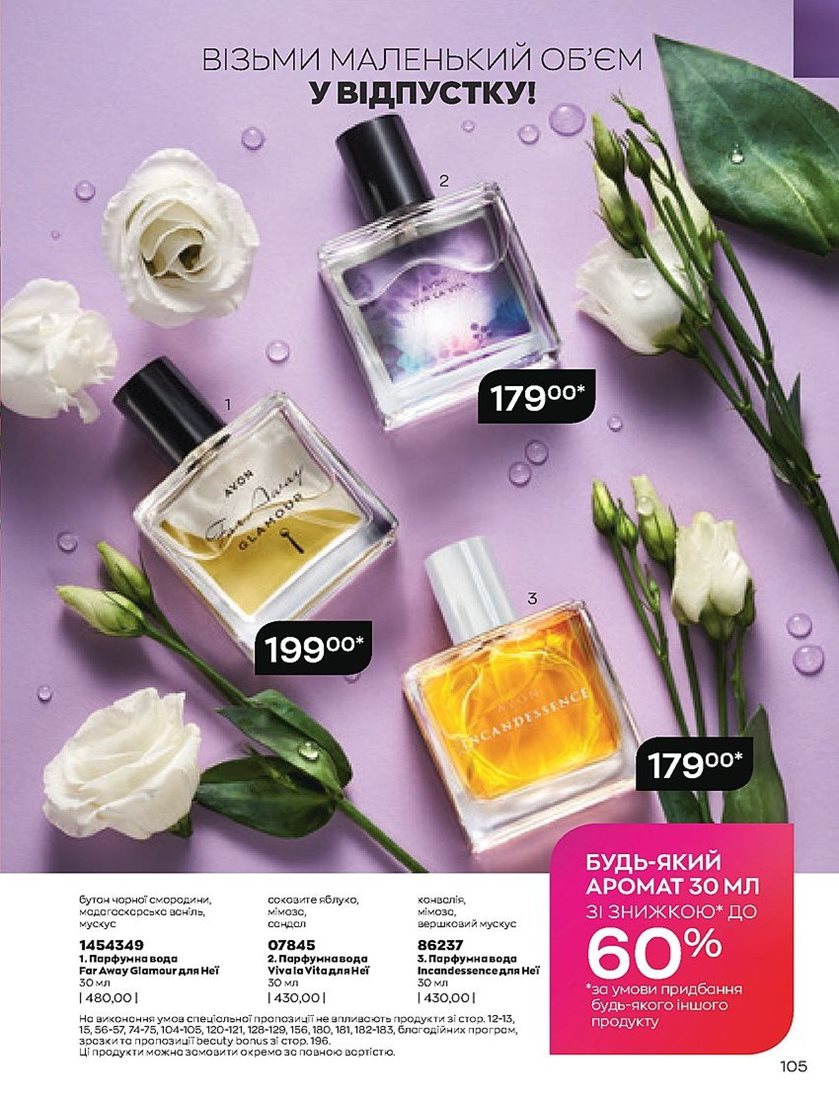 ВІЗЬМИ МАЛЕНЬКИЙ ОБ'ЄМ
У ВІДПУСТКУ!
2
AVON
VIVA LA VITA
179⁰⁰*
1
AVON
Far Away
GLAMOUR
199⁰⁰*
3
AVON
INCANDESSENCE
179⁰⁰*
бутон чорної смородини,
мадагаскарська ваніль,
мускус
1454349
1. Парфумна вода
Far Away Glamour для Неї
30 мл
| 480,00 |
соковите яблуко,
мімоза,
сандал
07845
2. Парфумна вода
Viva la Vita для Неї
30 мл
| 430,00 |
конвалія,
мімоза,
вершковий мускус
86237
3. Парфумна вода
Incandessence для Неї
30 мл
| 430,00 |
БУДЬ-ЯКИЙ
АРОМАТ 30 МЛ
ЗІ ЗНИЖКОЮ* ДО
60%
*за умови придбання
будь-якого іншого
продукту
На виконання умов спеціальної пропозиції не впливають продукти зі стор. 12-13,
15, 56-57, 74-75, 104-105, 120-121, 128-129, 156, 180, 181, 182-183, благодійних програм,
зразки та пропозиції beauty bonus зі стор. 196.
Ці продукти можна замовити окремо за повною вартістю.
105